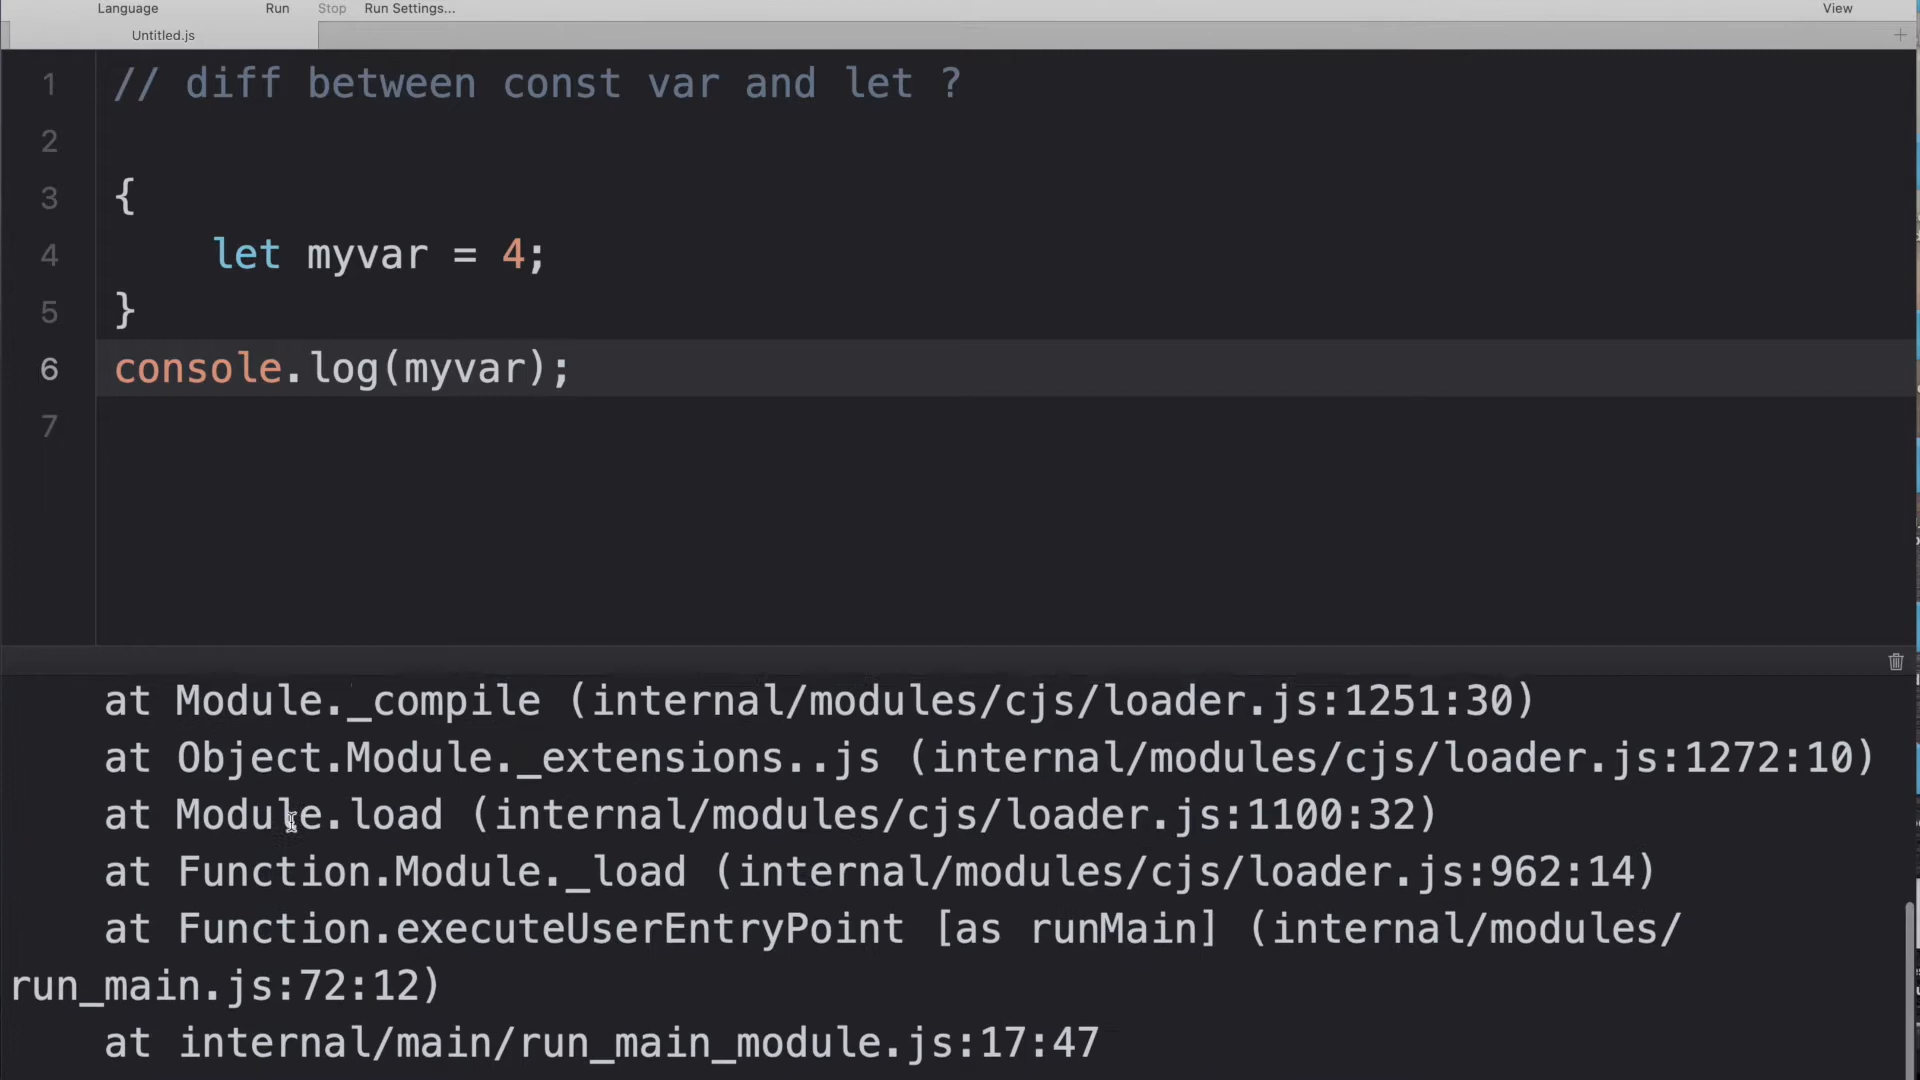 Language Run Stop Run Settings... View
Untitled.js
1 // diff between const var and let ?
2
3 {
4 let myvar = 4;
5 }
6 console.log(myvar);
7
at Module._compile (internal/modules/cjs/loader.js:1251:30)
at Object.Module._extensions..js (internal/modules/cjs/loader.js:1272:10)
at Module.load (internal/modules/cjs/loader.js:1100:32)
at Function.Module._load (internal/modules/cjs/loader.js:962:14)
at Function.executeUserEntryPoint [as runMain] (internal/modules/
run_main.js:72:12)
at internal/main/run_main_module.js:17:47